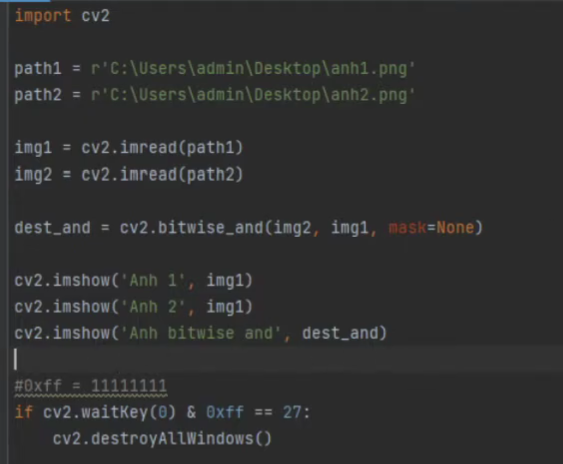 import cv2
path1 = r'C:\Users\admin\Desktop\anh1.png'
path2 = r'C:\Users\admin\Desktop\anh2.png'
img1 = cv2.imread(path1)
img2 = cv2.imread(path2)
dest_and = cv2.bitwise_and(img2, img1, mask=None)
cv2.imshow('Anh 1', img1)
cv2.imshow('Anh 2', img1)
cv2.imshow('Anh bitwise and', dest_and)
#0xff = 11111111
if cv2.waitKey(0) & 0xff == 27:
    cv2.destroyAllWindows()